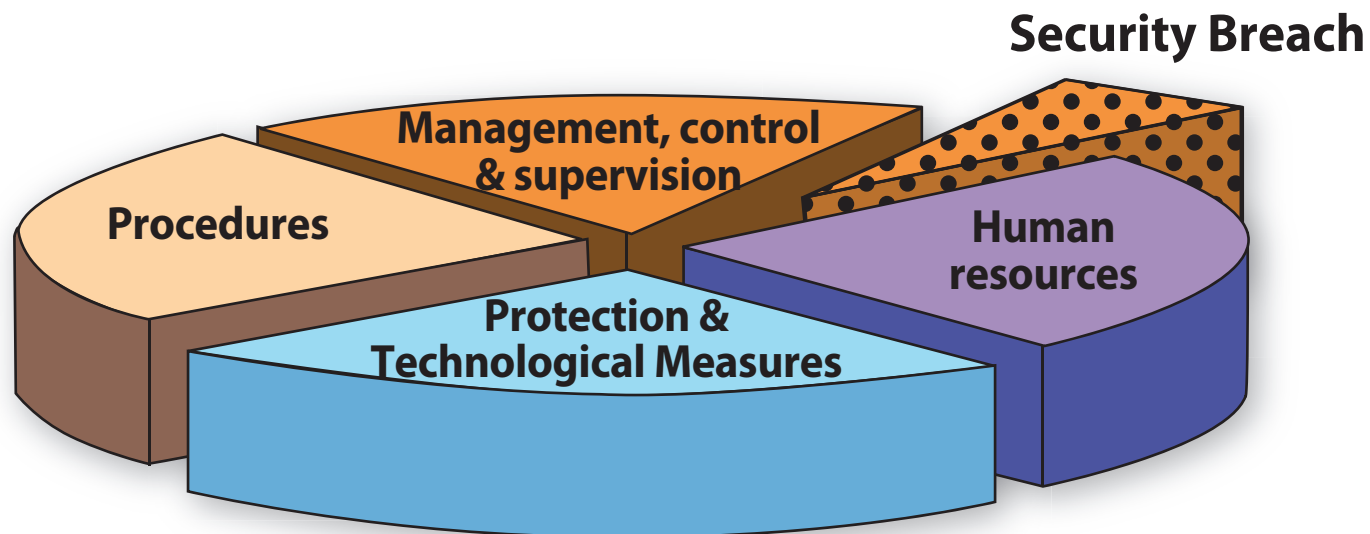 Security Breach
Management, control
& supervision
Procedures
Human
resources
Protection &
Technological Measures